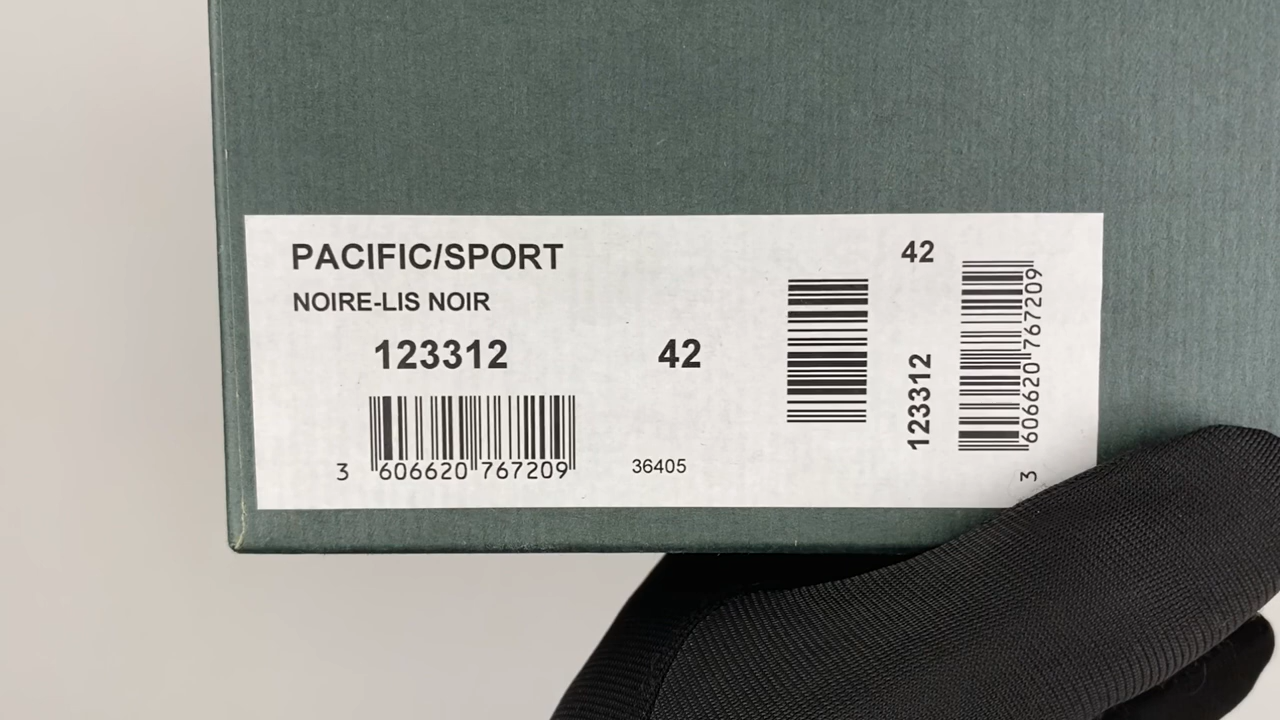 PACIFIC/SPORT
NOIRE-LIS NOIR
123312
42
3 606620 767209
36405
42
123312
3 606620 767209